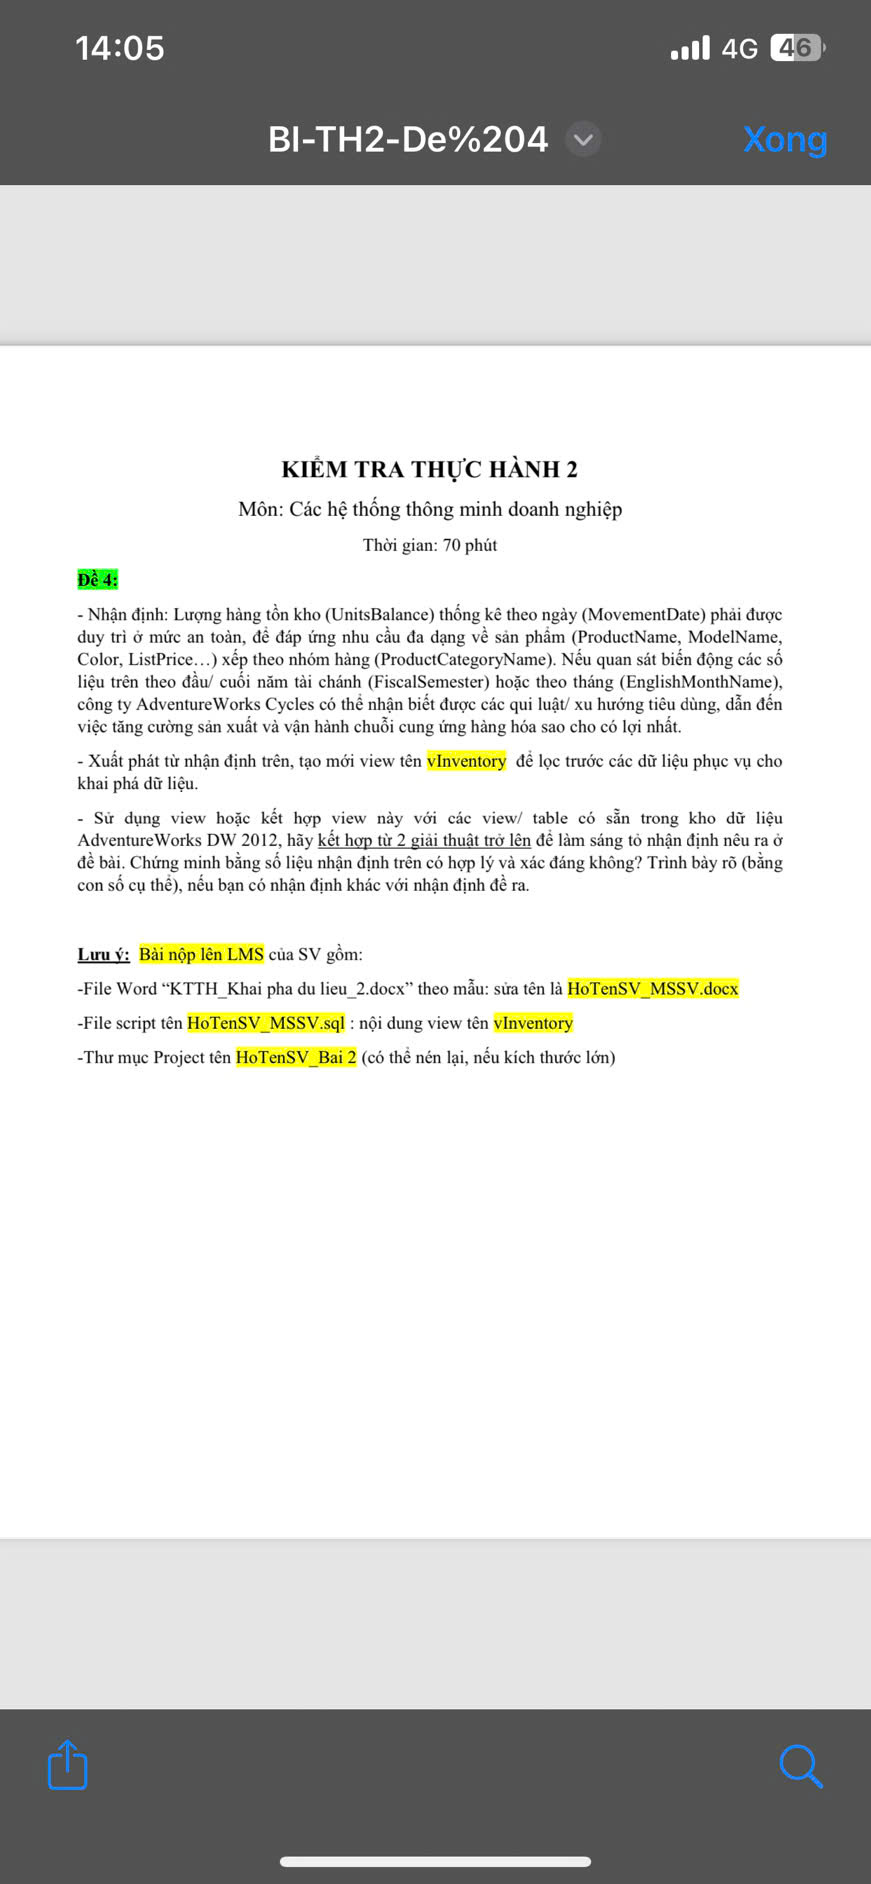 14:05
4G 46
BI-TH2-De%204
Xong
KIỂM TRA THỰC HÀNH 2
Môn: Các hệ thống thông minh doanh nghiệp
Thời gian: 70 phút
Đề 4:
- Nhận định: Lượng hàng tồn kho (UnitsBalance) thống kê theo ngày (MovementDate) phải được
duy trì ở mức an toàn, để đáp ứng nhu cầu đa dạng về sản phẩm (ProductName, ModelName,
Color, ListPrice…) xếp theo nhóm hàng (ProductCategoryName). Nếu quan sát biến động các số
liệu trên theo đầu/ cuối năm tài chánh (FiscalSemester) hoặc theo tháng (EnglishMonthName),
công ty AdventureWorks Cycles có thể nhận biết được các qui luật/ xu hướng tiêu dùng, dẫn đến
việc tăng cường sản xuất và vận hành chuỗi cung ứng hàng hóa sao cho có lợi nhất.
- Xuất phát từ nhận định trên, tạo mới view tên vInventory để lọc trước các dữ liệu phục vụ cho
khai phá dữ liệu.
- Sử dụng view hoặc kết hợp view này với các view/ table có sẵn trong kho dữ liệu
AdventureWorks DW 2012, hãy kết hợp từ 2 giải thuật trở lên để làm sáng tỏ nhận định nêu ra ở
đề bài. Chứng minh bằng số liệu nhận định trên có hợp lý và xác đáng không? Trình bày rõ (bằng
con số cụ thể), nếu bạn có nhận định khác với nhận định đề ra.
Lưu ý: Bài nộp lên LMS của SV gồm:
-File Word “KTTH_Khai pha du lieu_2.docx” theo mẫu: sửa tên là HoTenSV_MSSV.docx
-File script tên HoTenSV_MSSV.sql : nội dung view tên vInventory
-Thư mục Project tên HoTenSV_Bai 2 (có thể nén lại, nếu kích thước lớn)